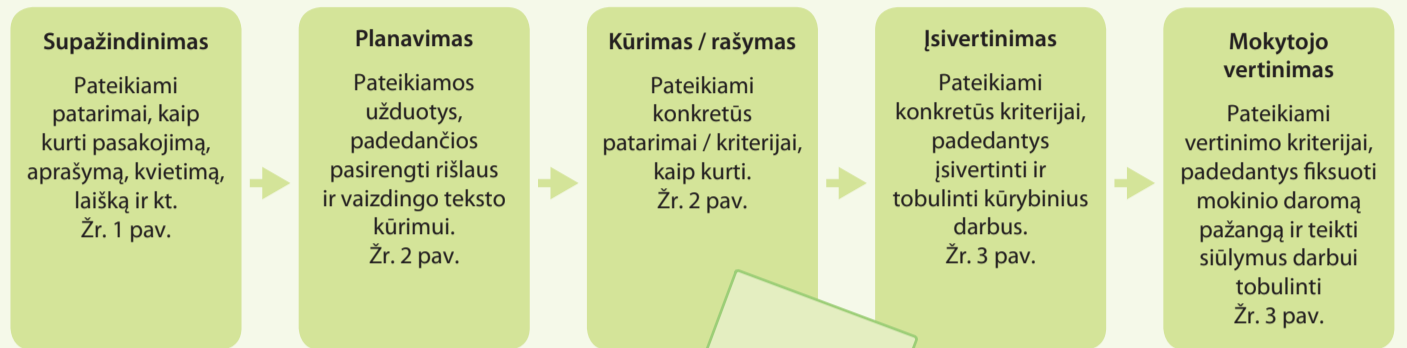 Supažindinimas
Pateikiami
patarimai, kaip
kurti pasakojimą,
aprašymą, kvietimą,
laišką ir kt.
Žr. 1 pav.
Planavimas
Pateikiamos
užduotys,
padedančios
pasirengti rišlaus
ir vaizdingo teksto
kūrimui.
Žr. 2 pav.
Kūrimas / rašymas
Pateikiami
konkretūs
patarimai / kriterijai,
kaip kurti.
Žr. 2 pav.
Įsivertinimas
Pateikiami
konkretūs kriterijai,
padedantys
įsivertinti ir
tobulinti kūrybinius
darbus.
Žr. 3 pav.
Mokytojo
vertinimas
Pateikiami
vertinimo kriterijai,
padedantys fiksuoti
mokinio daromą
pažangą ir teikti
siūlymus darbui
tobulinti
Žr. 3 pav.